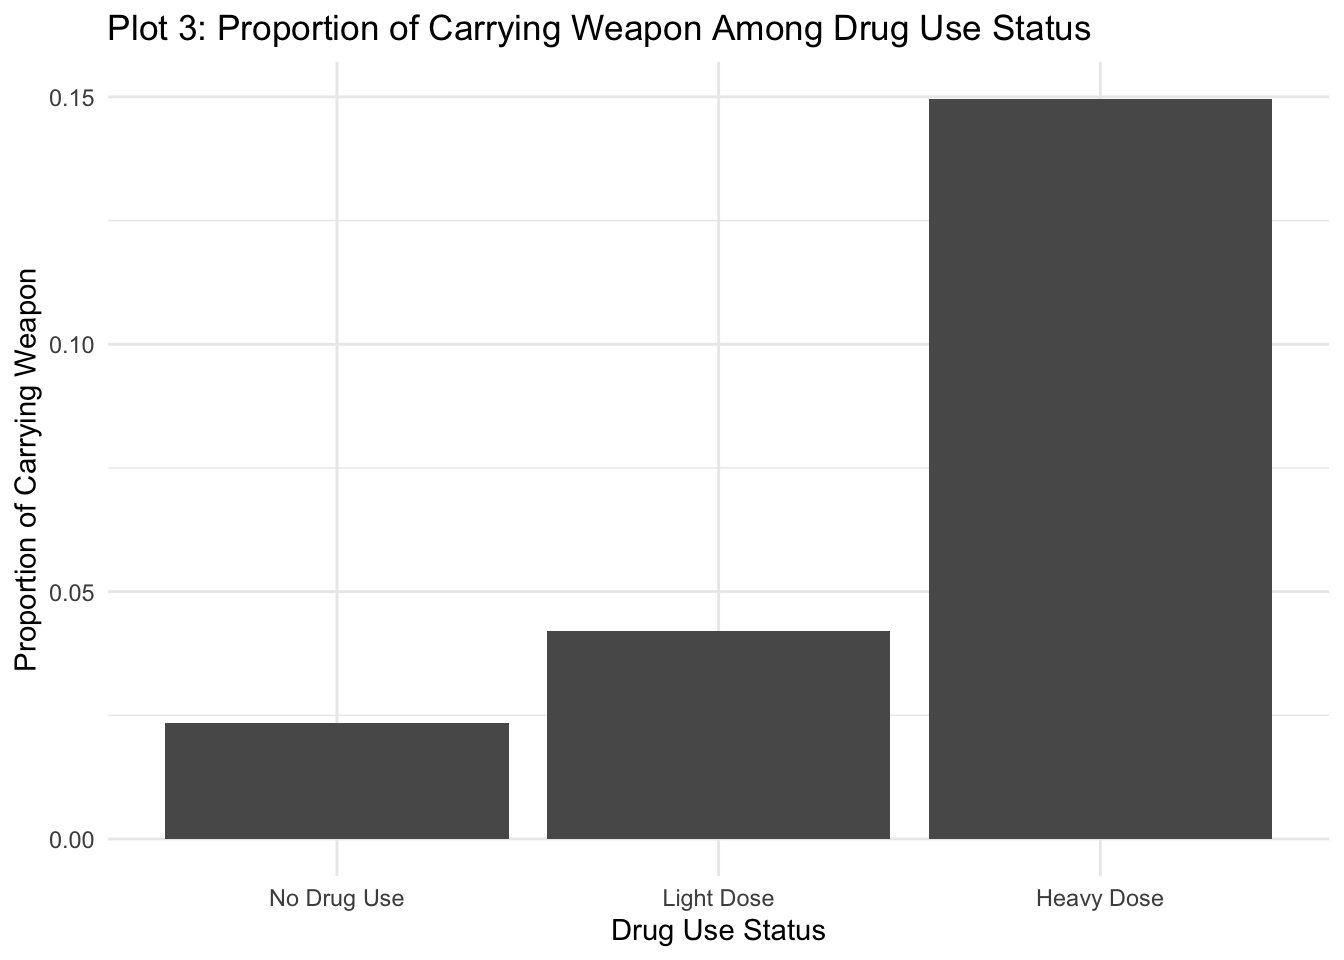 Plot 3: Proportion of Carrying Weapon Among Drug Use Status
Proportion of Carrying Weapon
0.15
0.10
0.05
0.00
No Drug Use
Light Dose
Heavy Dose
Drug Use Status